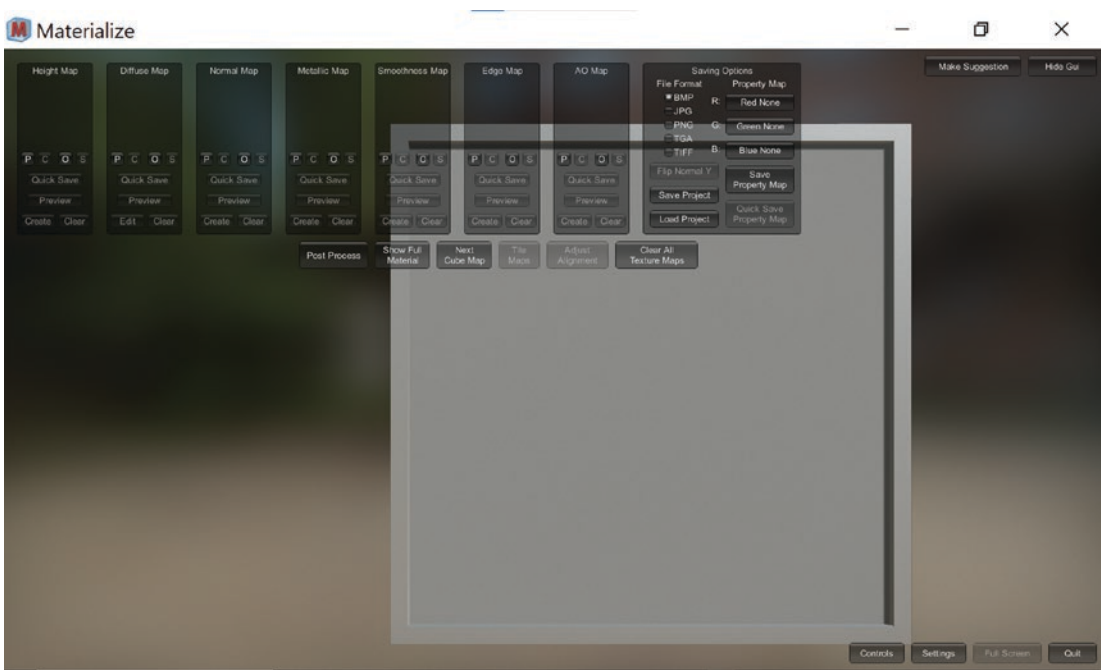 Materialize
Height Map Diffuse Map Normal Map Metallic Map Smoothness Map Edge Map AO Map Saving Options Make Suggestion Hide Gui
File Format Property Map
BMP R: Red None
JPG
PNG G: Green None
TGA
TIFF B: Blue None
P C O S P C O S P C O S P C O S P C O S P C O S P C O S
Quick Save Quick Save Quick Save Quick Save Quick Save Quick Save Quick Save Flip Normal Y Save
Property Map
Preview Preview Preview Preview Preview Preview Preview Save Project
Create Clear Edit Clear Create Clear Create Clear Create Clear Create Clear Create Clear Load Project Quick Save
Property Map
Post Process Show Full
Material Next
Cube Map Tile
Maps Adjust
Alignment Clear All
Texture Maps
Controls Settings Full Screen Quit